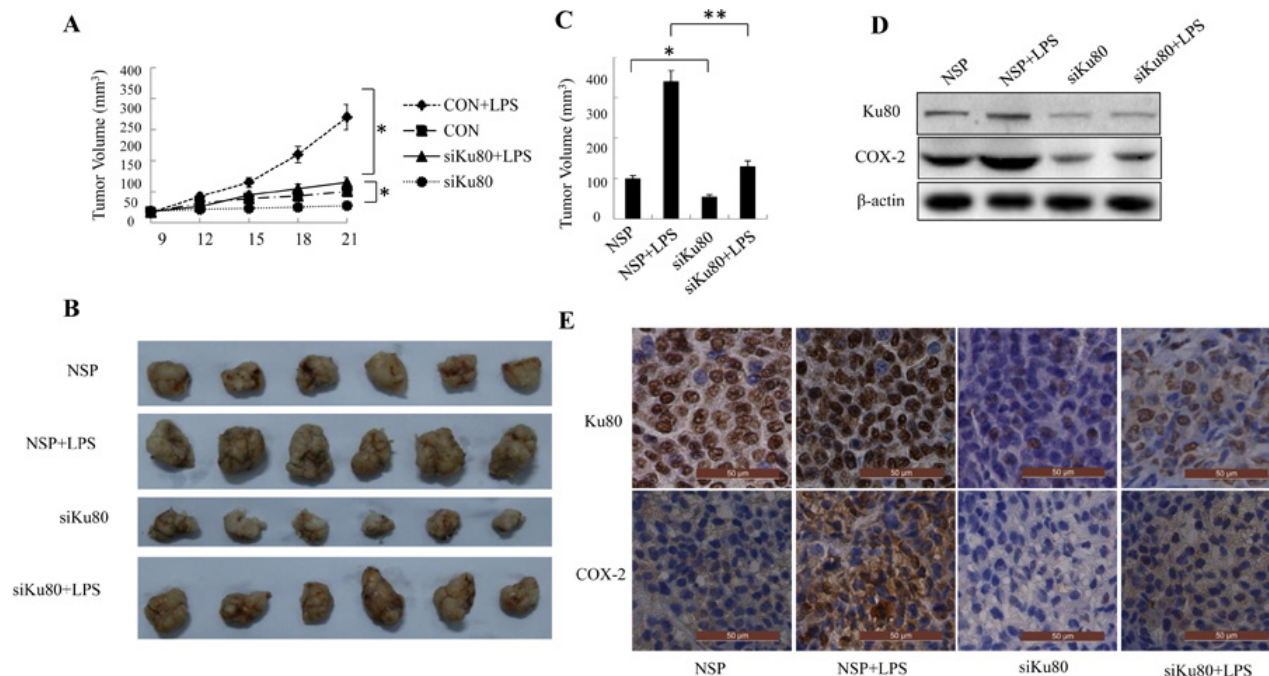 A
Tumor Volume (mm³)
400
300
250
200
150
100
50
0
9 12 15 18 21
CON+LPS
CON
siKu80+LPS
siKu80
*
*
B
NSP
NSP+LPS
siKu80
siKu80+LPS
C
Tumor Volume (mm³)
400
300
200
100
0
*
**
NSP
NSP+LPS
siKu80
siKu80+LPS
D
NSP
NSP+LPS
siKu80
siKu80+LPS
Ku80
COX-2
β-actin
E
Ku80
50 µm
50 µm
50 µm
50 µm
COX-2
50 µm
50 µm
50 µm
50 µm
NSP
NSP+LPS
siKu80
siKu80+LPS